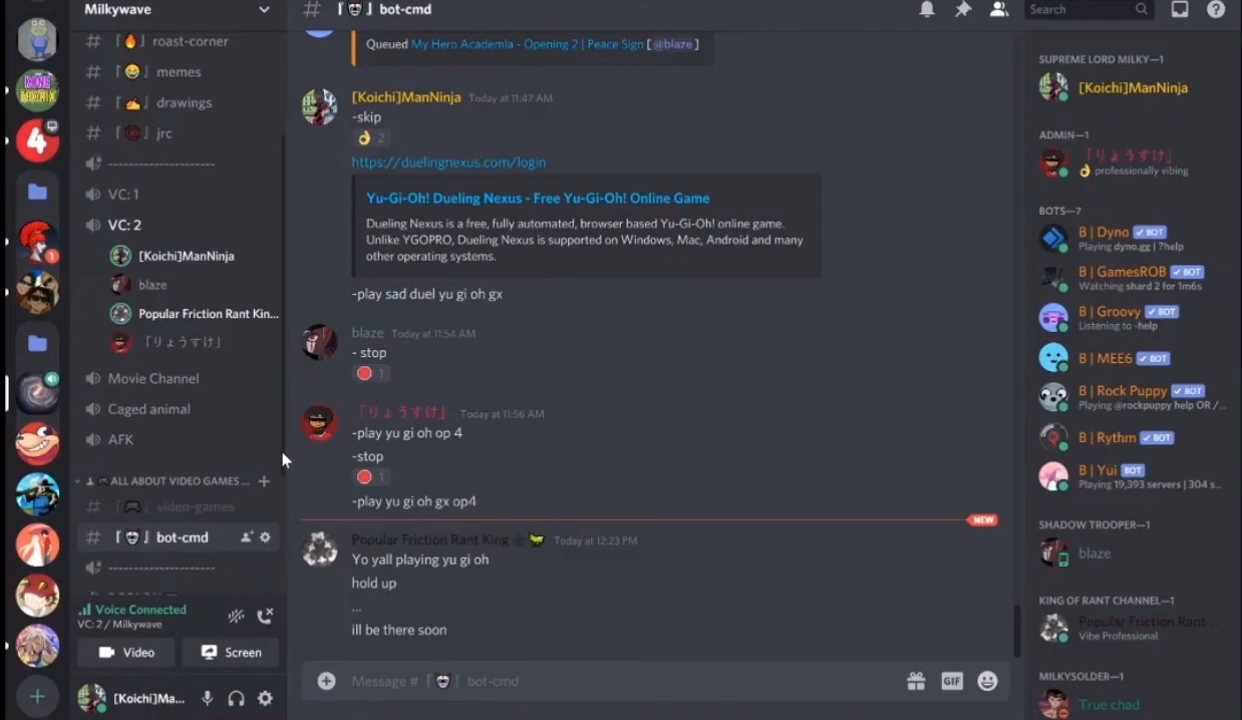 Milkywave
# 『🔥』 roast-corner
# 『😂』 memes
# 『✍️』 drawings
# 『』 jrc
--------------------
VC: 1
VC: 2
[Koichi]ManNinja
blaze
Popular Friction Rant Kin...
「りょうすけ」
Movie Channel
Caged animal
AFK
ALL ABOUT VIDEO GAMES ...
# 『🎮』 video-games
# 『』 bot-cmd
--------------------
Voice Connected
VC: 2 / Milkywave
Video
Screen
[Koichi]Ma...
# 『』 bot-cmd
Search
Queued My Hero Academia - Opening 2 | Peace Sign [@blaze]
[Koichi]ManNinja Today at 11:47 AM
-skip
👌 2
https://duelingnexus.com/login
Yu-Gi-Oh! Dueling Nexus - Free Yu-Gi-Oh! Online Game
Dueling Nexus is a free, fully automated, browser based Yu-Gi-Oh! online game.
Unlike YGOPRO, Dueling Nexus is supported on Windows, Mac, Android and many
other operating systems.
-play sad duel yu gi oh gx
blaze Today at 11:54 AM
- stop
🛑 1
「りょうすけ」 Today at 11:56 AM
-play yu gi oh op 4
-stop
🛑 1
-play yu gi oh gx op4
NEW
Popular Friction Rant King Today at 12:23 PM
Yo yall playing yu gi oh
hold up
...
ill be there soon
Message # 『』 bot-cmd
GIF
SUPREME LORD MILKY—1
[Koichi]ManNinja
ADMIN—1
「りょうすけ」
👌 professionally vibing
BOTS—7
B | Dyno ✓ BOT
Playing dyno.gg | ?help
B | GamesROB ✓ BOT
Watching shard 2 for 1m6s
B | Groovy ✓ BOT
Listening to -help
B | MEE6 ✓ BOT
B | Rock Puppy ✓ BOT
Playing @rockpuppy help OR /...
B | Rythm ✓ BOT
B | Yui BOT
Playing 19,393 servers | 304 s...
SHADOW TROOPER—1
blaze
KING OF RANT CHANNEL—1
Popular Friction Rant ...
Vibe Professional
MILKYSOLDER—1
True chad